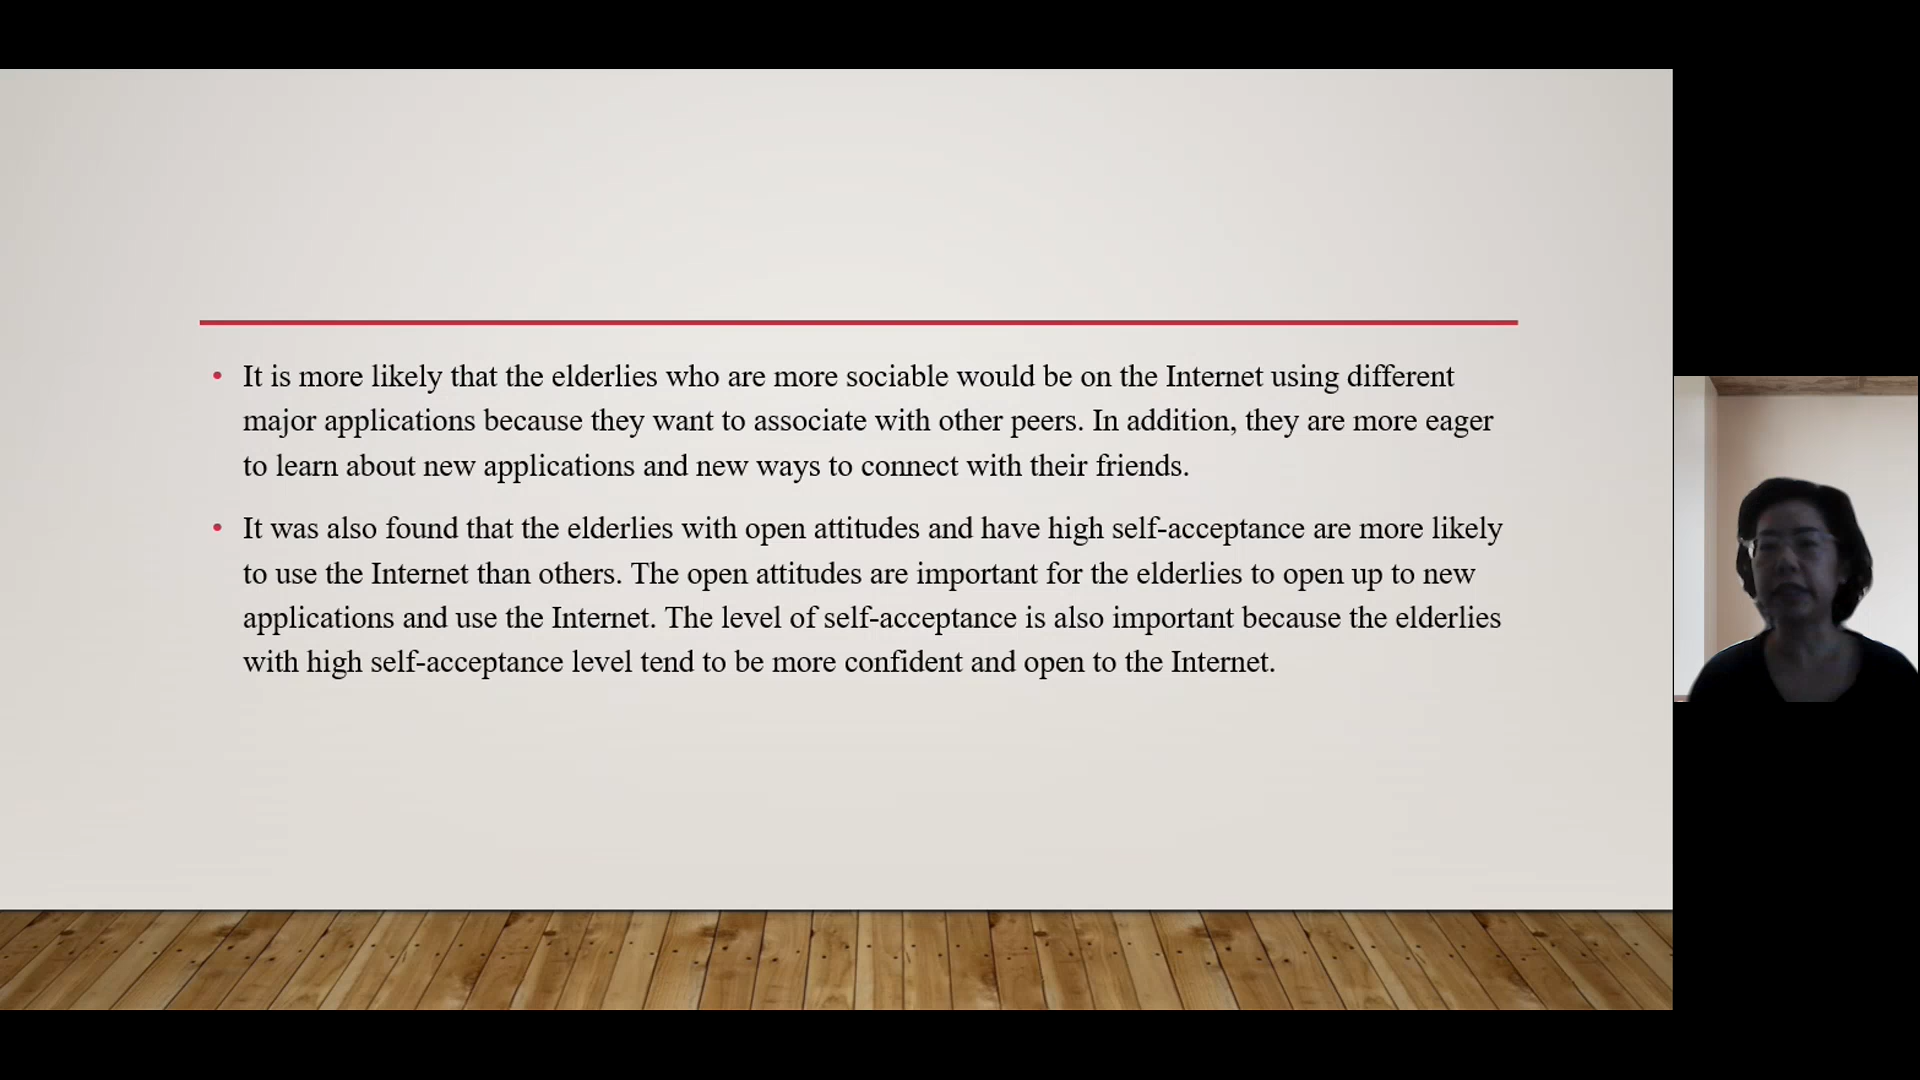 • It is more likely that the elderlies who are more sociable would be on the Internet using different
major applications because they want to associate with other peers. In addition, they are more eager
to learn about new applications and new ways to connect with their friends.
• It was also found that the elderlies with open attitudes and have high self-acceptance are more likely
to use the Internet than others. The open attitudes are important for the elderlies to open up to new
applications and use the Internet. The level of self-acceptance is also important because the elderlies
with high self-acceptance level tend to be more confident and open to the Internet.